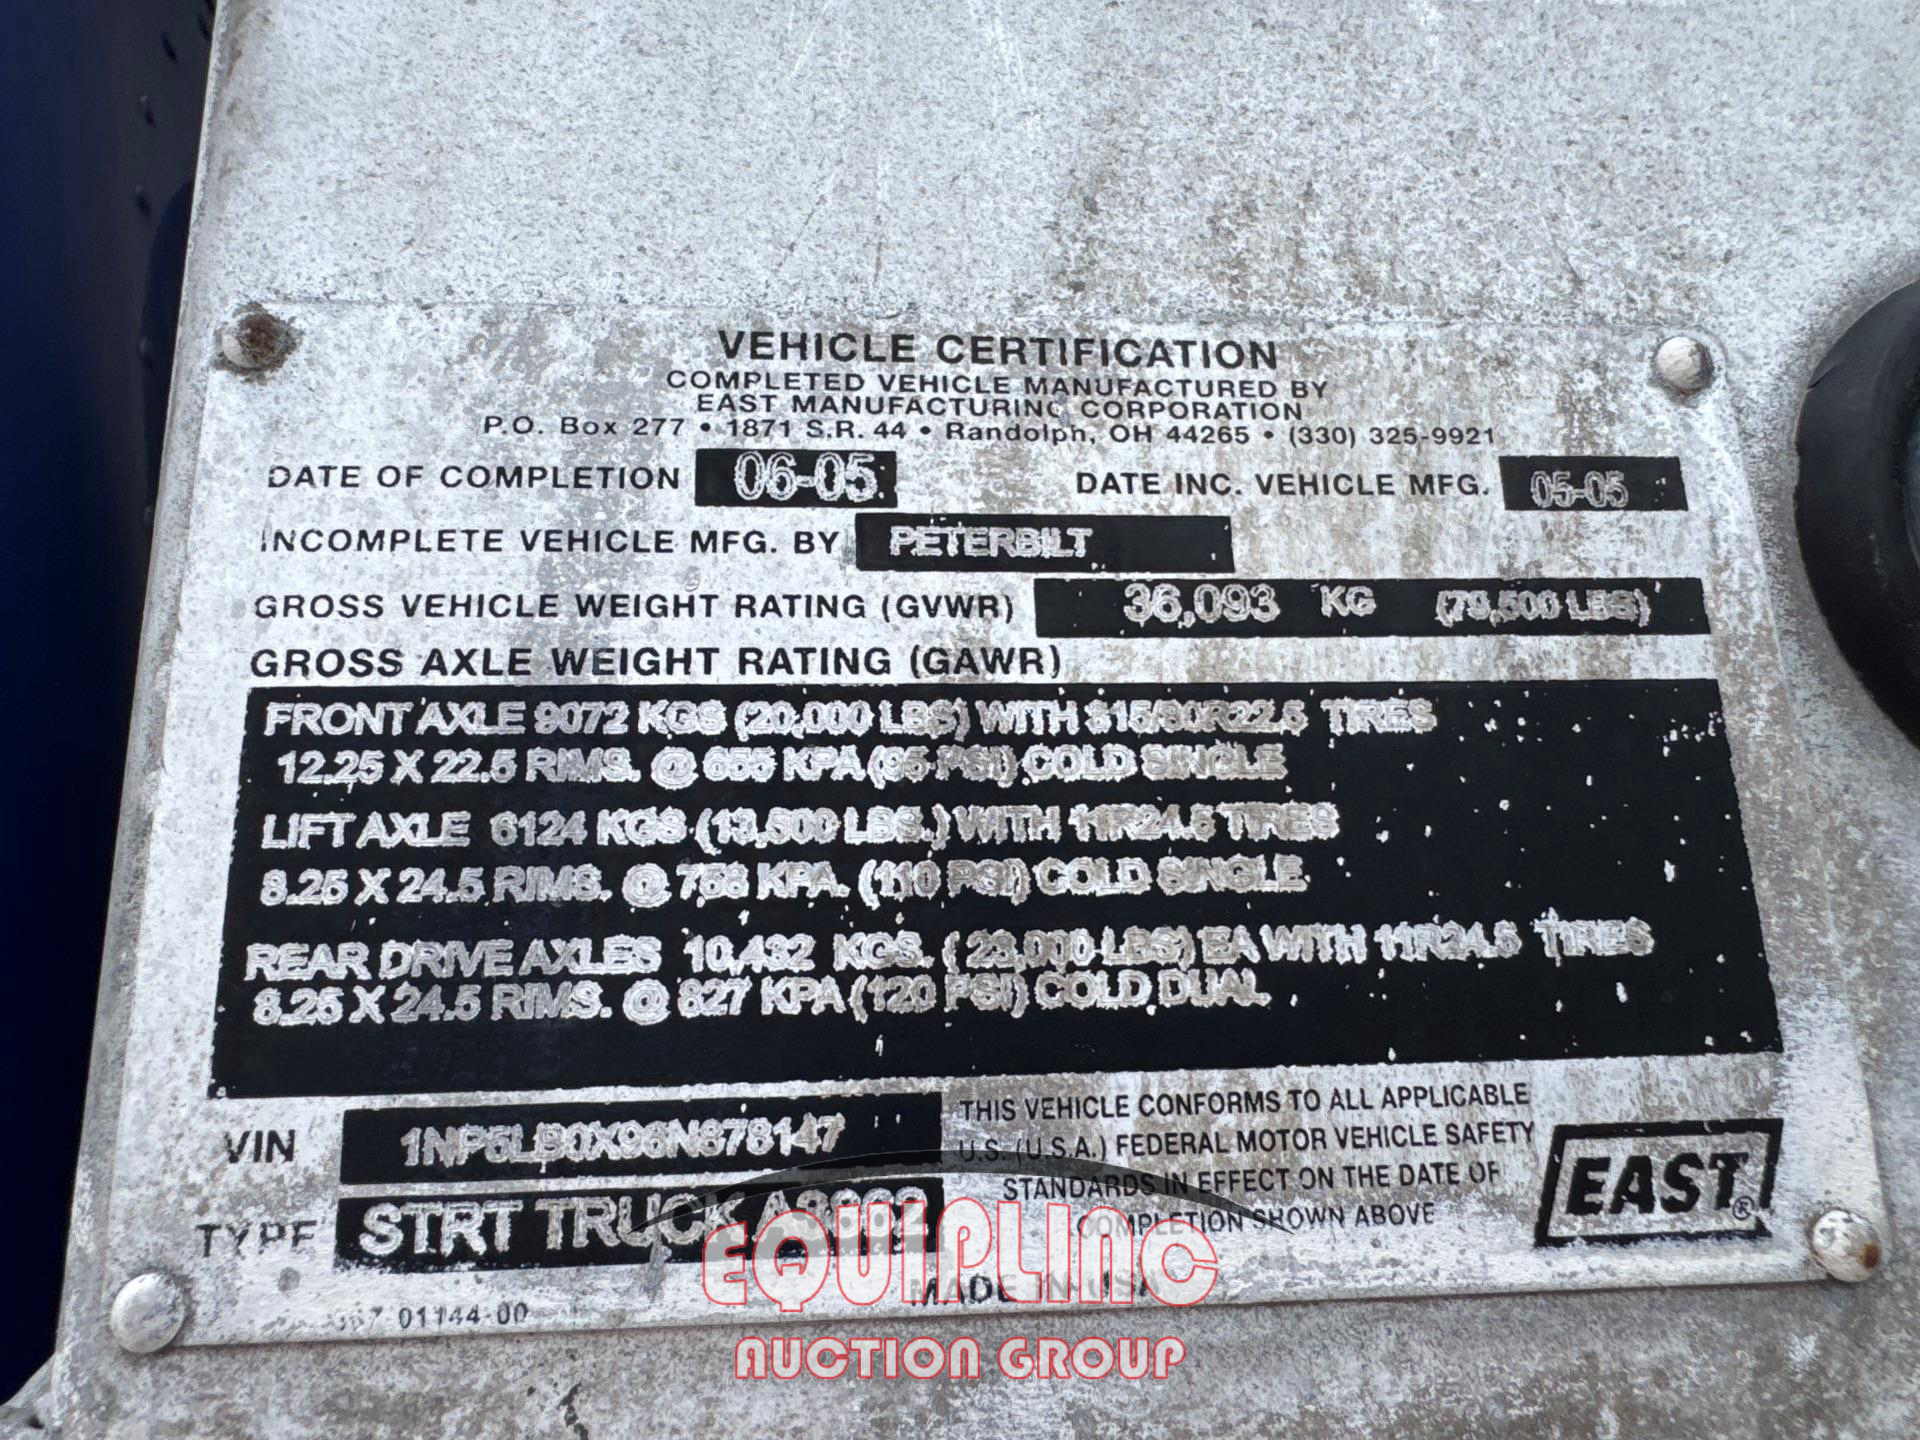 VEHICLE CERTIFICATION
COMPLETED VEHICLE MANUFACTURED BY
EAST MANUFACTURING CORPORATION
P.O. Box 277 • 1871 S.R. 44 • Randolph, OH 44265 • (330) 325-9921
DATE OF COMPLETION 06-05 DATE INC. VEHICLE MFG. 05-05
INCOMPLETE VEHICLE MFG. BY PETERBILT
GROSS VEHICLE WEIGHT RATING (GVWR) 36,093 KG (79,500 LBS)
GROSS AXLE WEIGHT RATING (GAWR)
FRONT AXLE 9072 KGS (20,000 LBS) WITH 315/80R22.5 TIRES
12.25 X 22.5 RIMS. @ 655 KPA (95 PSI) COLD SINGLE
LIFT AXLE 6124 KGS (13,500 LBS.) WITH 11R24.5 TIRES
8.25 X 24.5 RIMS. @ 758 KPA. (110 PSI) COLD SINGLE
REAR DRIVE AXLES 10,432 KGS. (23,000 LBS) EA WITH 11R24.5 TIRES
8.25 X 24.5 RIMS. @ 827 KPA (120 PSI) COLD DUAL
VIN 1NP5LB0X96N878147
TYPE STRT TRUCK
THIS VEHICLE CONFORMS TO ALL APPLICABLE
U.S. (U.S.A.) FEDERAL MOTOR VEHICLE SAFETY
STANDARDS IN EFFECT ON THE DATE OF
COMPLETION SHOWN ABOVE
EAST®
MADE IN USA
01144-00
EQUIPLINC
AUCTION GROUP